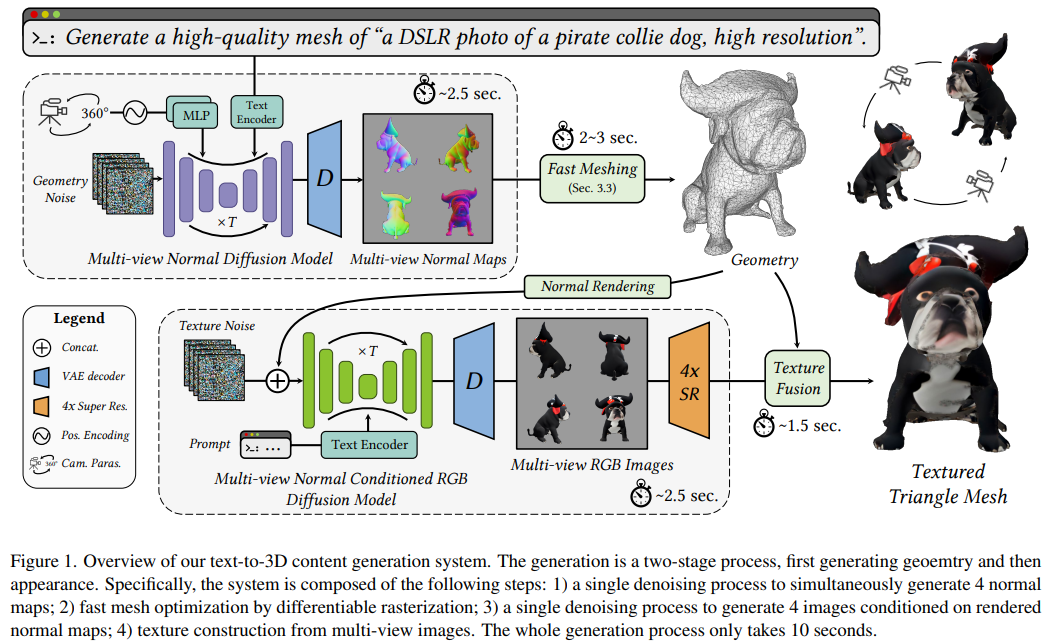 >_: Generate a high-quality mesh of “a DSLR photo of a pirate collie dog, high resolution”.
~2.5 sec.
360°
MLP
Text
Encoder
Geometry
Noise
D
×T
Multi-view Normal Diffusion Model
Multi-view Normal Maps
2~3 sec.
Fast Meshing
(Sec. 3.3)
Geometry
Normal Rendering
Legend
Concat.
VAE decoder
4x Super Res.
Pos. Encoding
360° Cam. Paras.
Texture Noise
×T
D
4x
SR
Texture
Fusion
~1.5 sec.
Prompt
>_: ...
Text Encoder
Multi-view Normal Conditioned RGB
Diffusion Model
Multi-view RGB Images
~2.5 sec.
Textured
Triangle Mesh
Figure 1. Overview of our text-to-3D content generation system. The generation is a two-stage process, first generating geoemtry and then
appearance. Specifically, the system is composed of the following steps: 1) a single denoising process to simultaneously generate 4 normal
maps; 2) fast mesh optimization by differentiable rasterization; 3) a single denoising process to generate 4 images conditioned on rendered
normal maps; 4) texture construction from multi-view images. The whole generation process only takes 10 seconds.